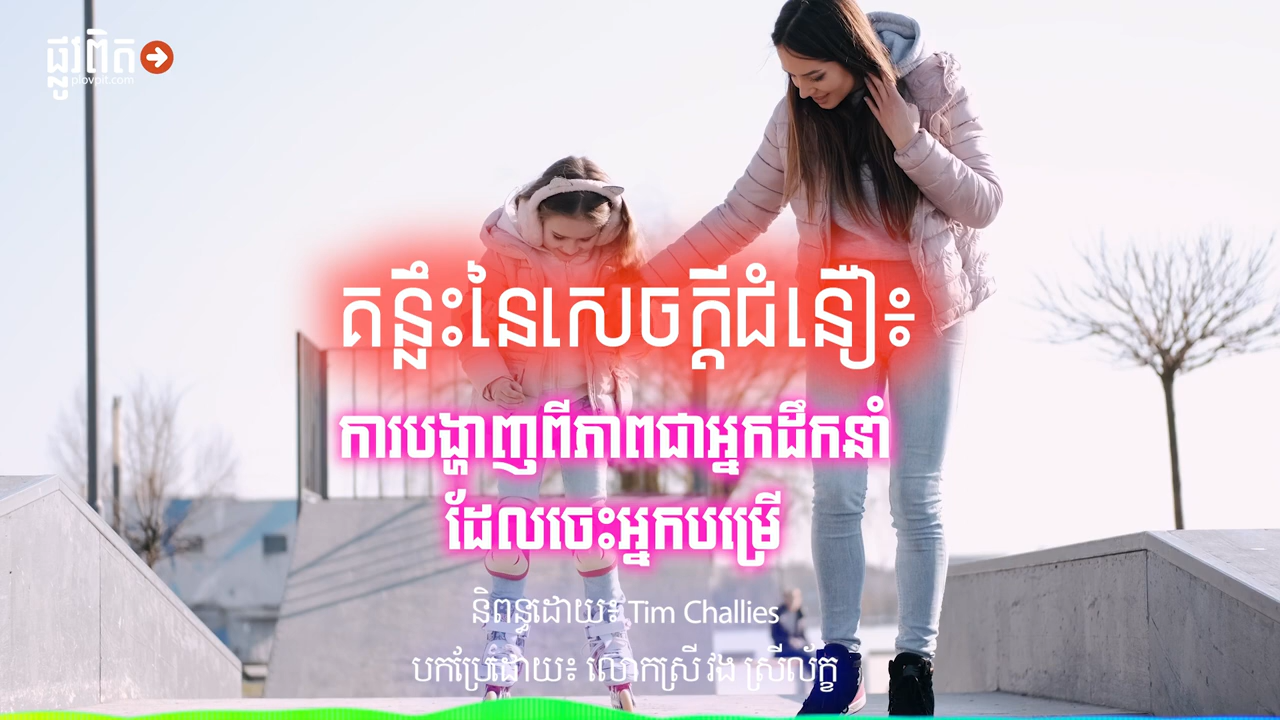 ផ្លូវពិត
plovpit.com
គន្លឹះនៃសេចក្ដីជំនឿ៖
ការបង្ហាញពីភាពជាអ្នកដឹកនាំ
ដែលចេះអ្នកបម្រើ
និពន្ធដោយ៖ Tim Challies
បកប្រែដោយ៖ លោកស្រី វង ស្រីល័ក្ខ